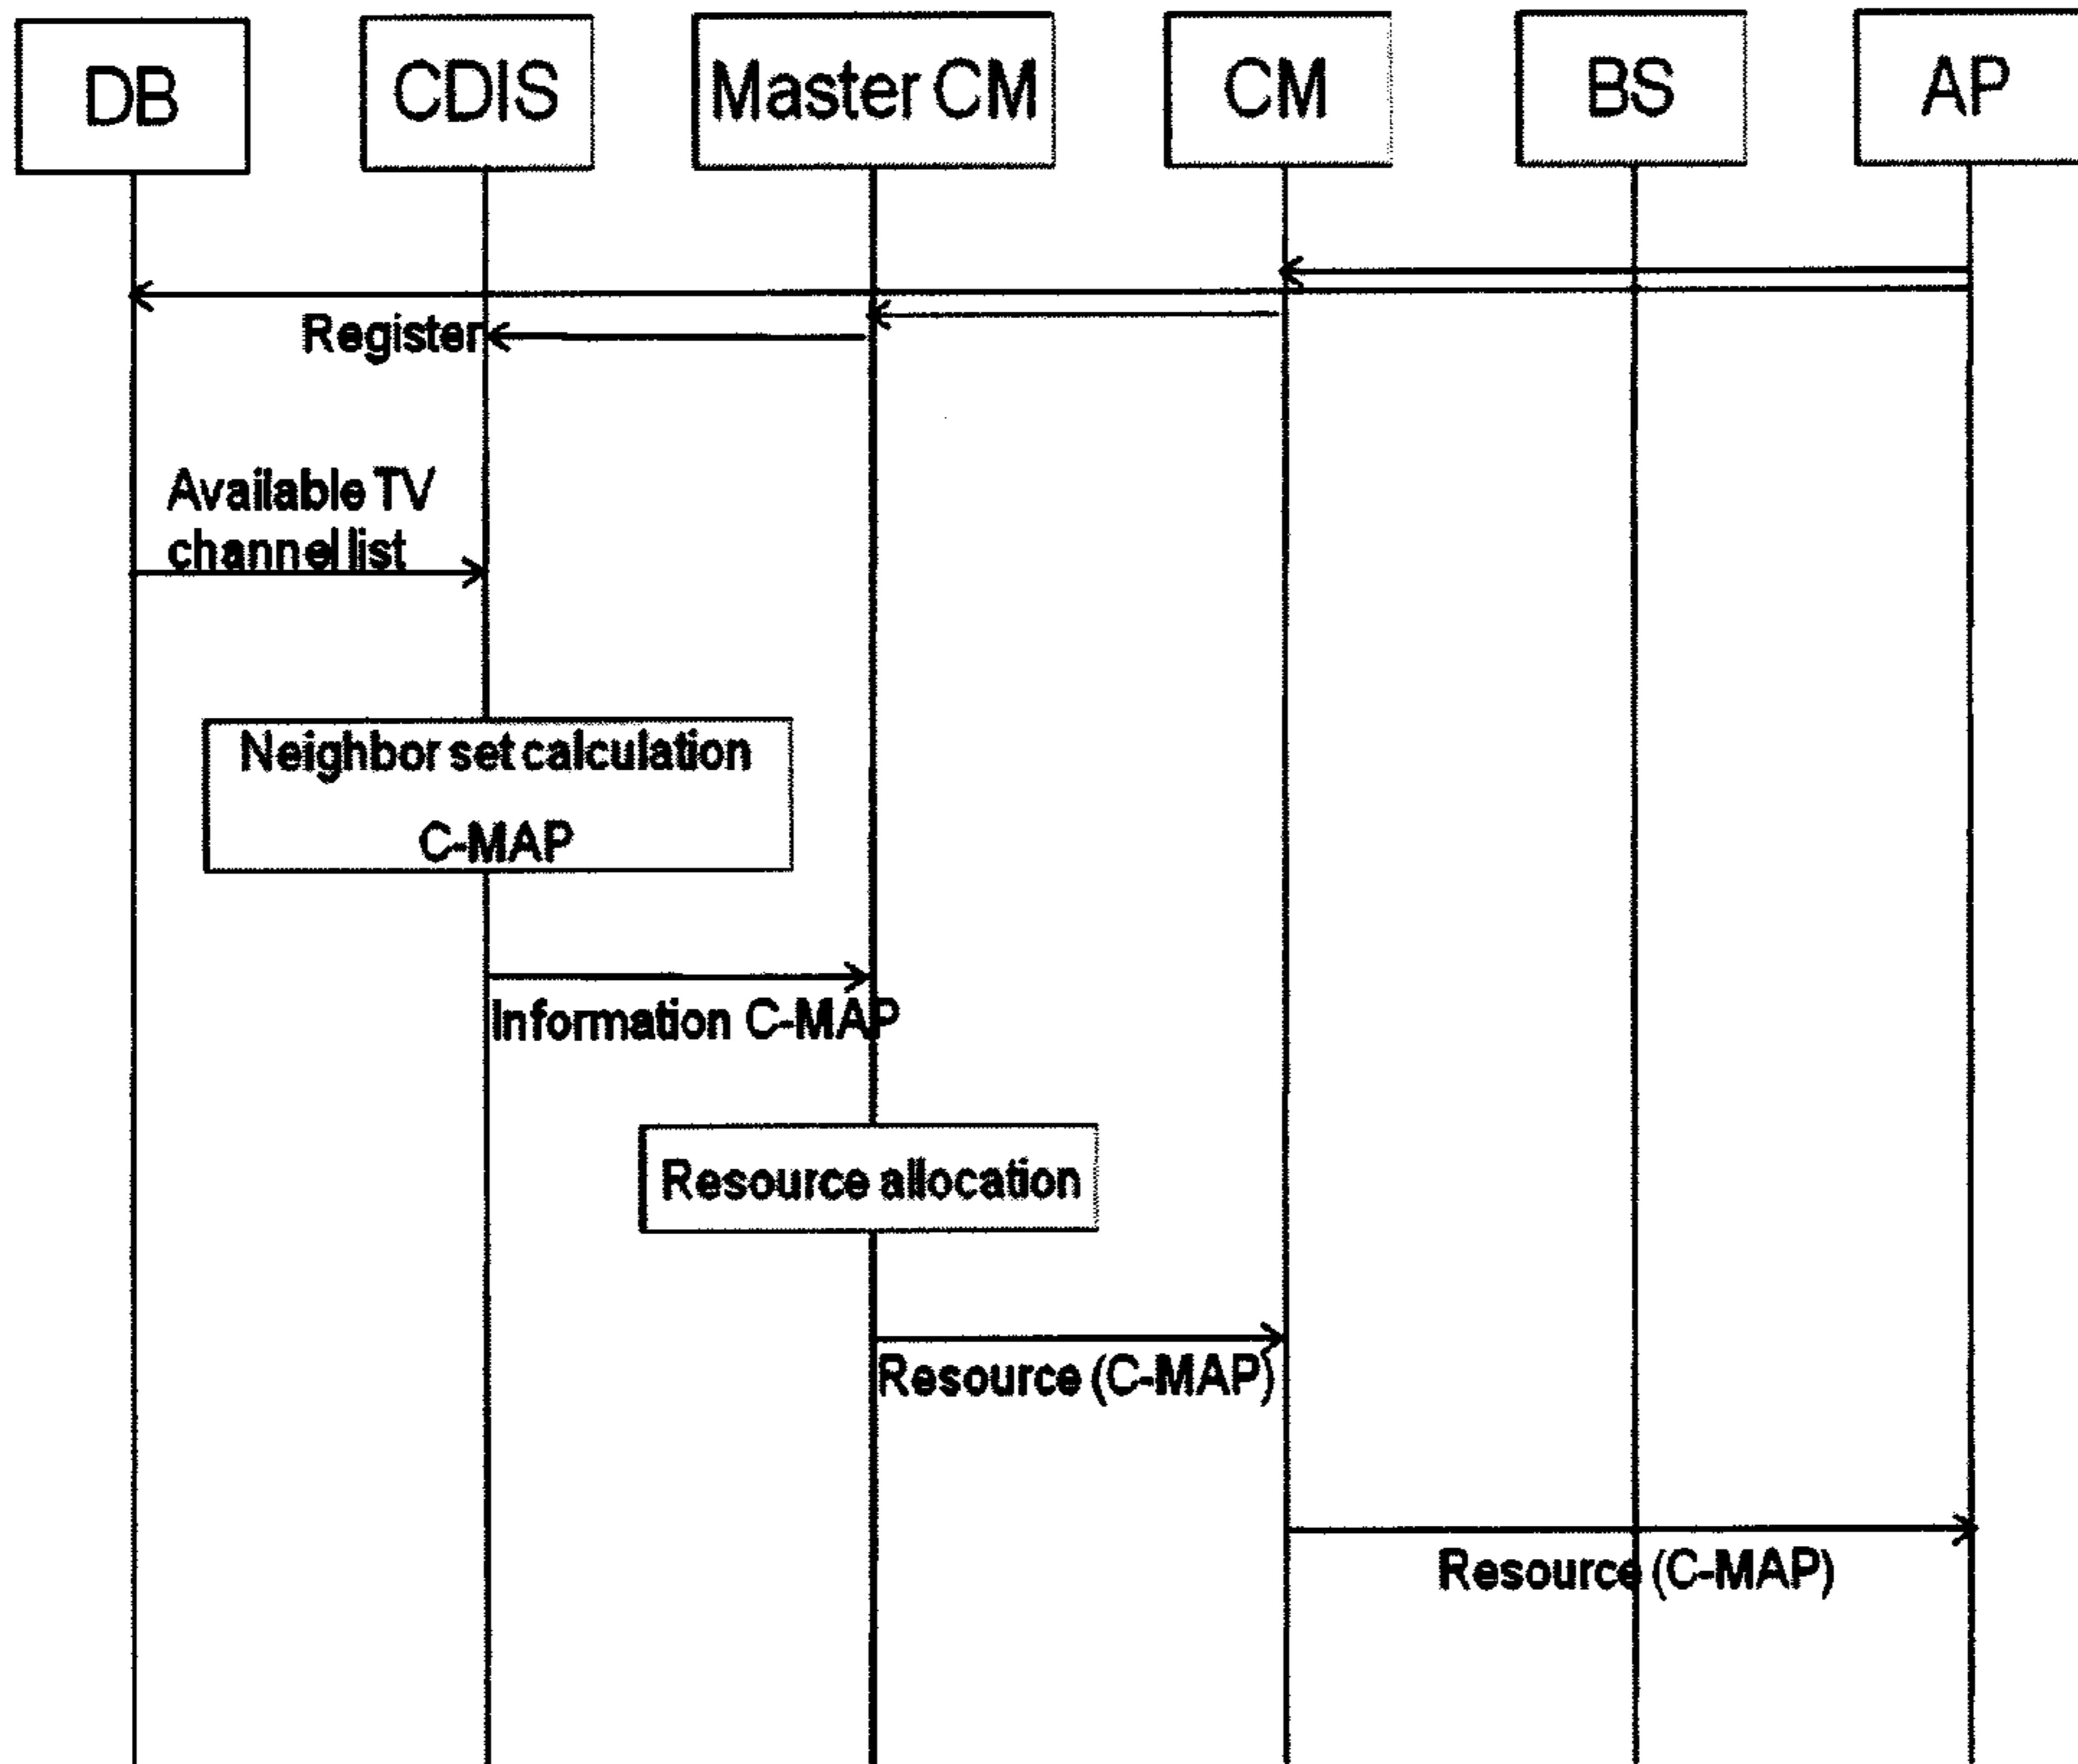 DB
CDIS
Master CM
CM
BS
AP
Register
Available TV
channel list
Neighbor set calculation
C-MAP
Information C-MAP
Resource allocation
Resource (C-MAP)
Resource (C-MAP)